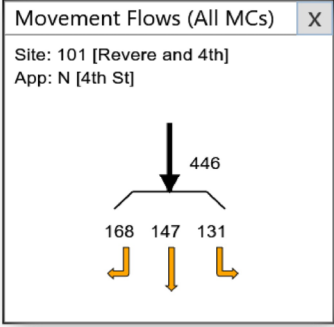 Movement Flows (All MCs) X
Site: 101 [Revere and 4th]
App: N [4th St]
446
168 147 131